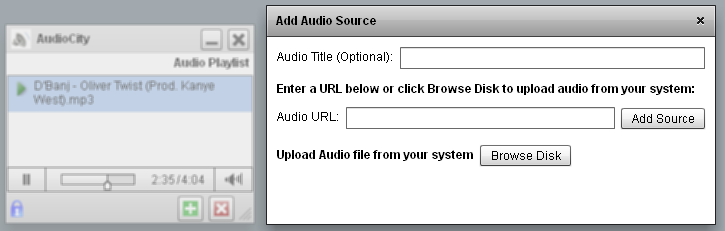 AudioCity
Audio Playlist
D'Banj - Oliver Twist (Prod. Kanye
West).mp3
2:35/4:04
Add Audio Source
Audio Title (Optional):
Enter a URL below or click Browse Disk to upload audio from your system:
Audio URL:
Add Source
Upload Audio file from your system
Browse Disk